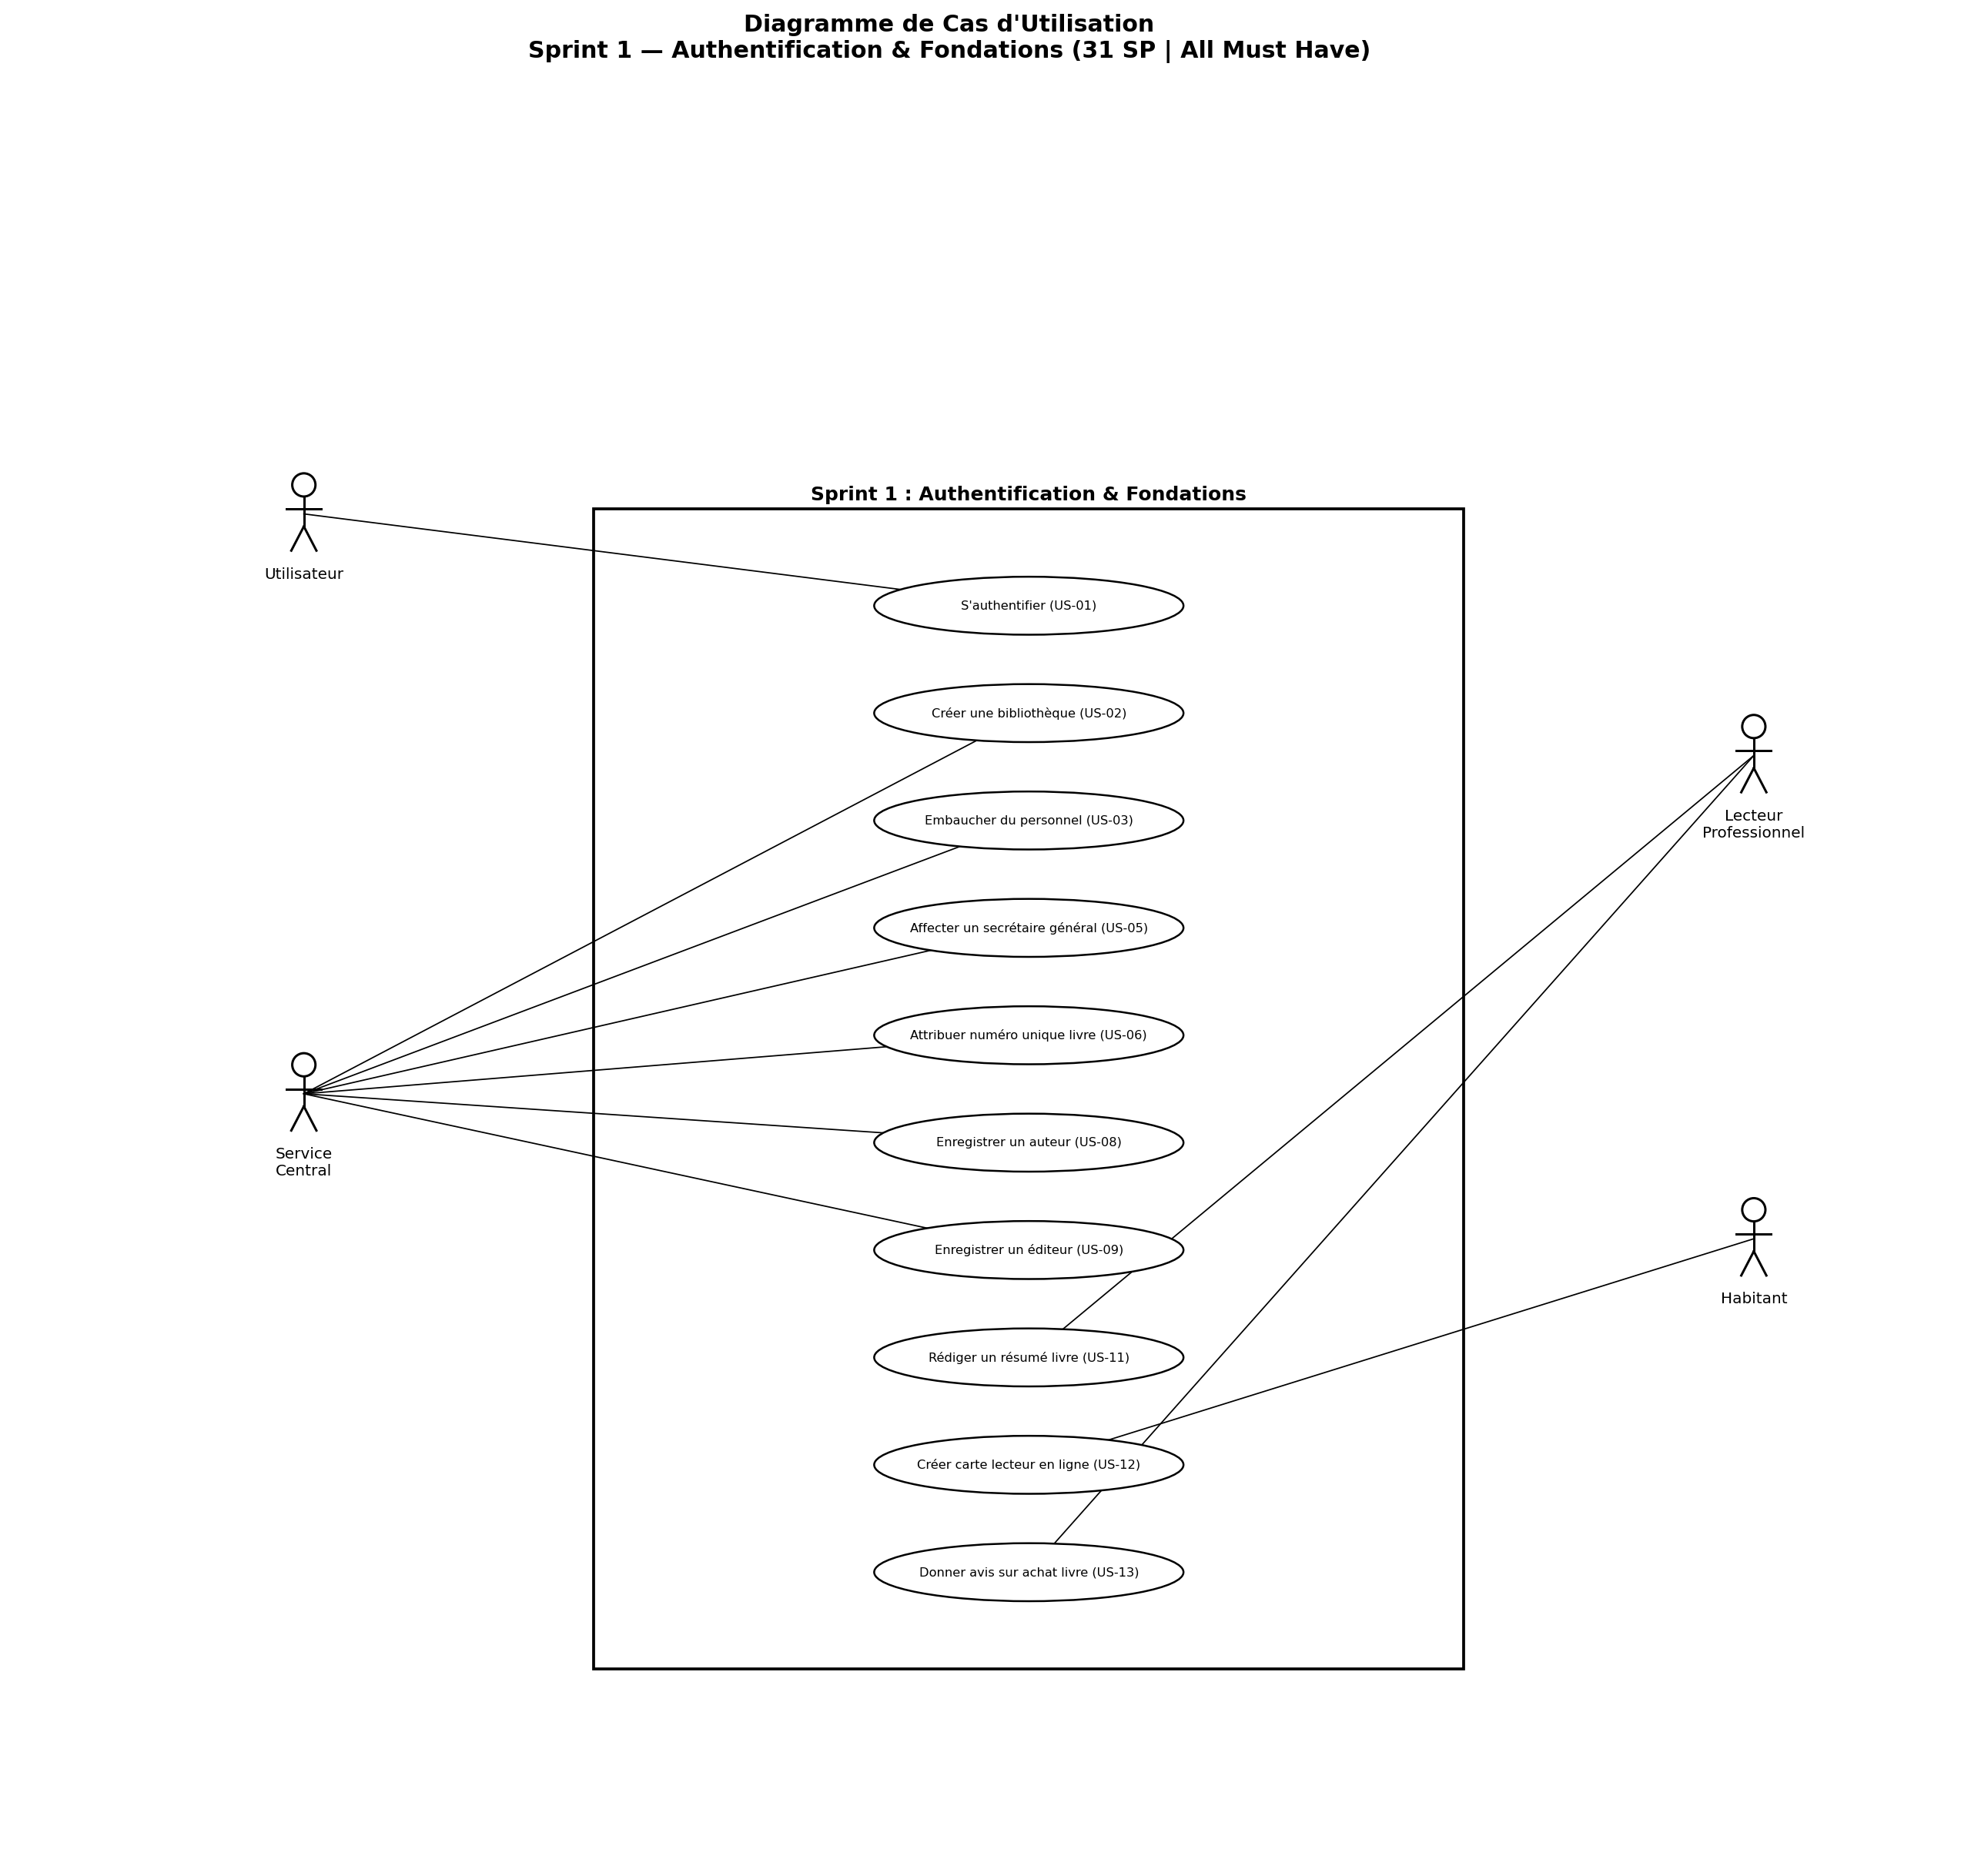 Diagramme de Cas d'Utilisation
Sprint 1 — Authentification & Fondations (31 SP | All Must Have)
Sprint 1 : Authentification & Fondations
Utilisateur
S'authentifier (US-01)
Créer une bibliothèque (US-02)
Embaucher du personnel (US-03)
Lecteur
Professionnel
Affecter un secrétaire général (US-05)
Attribuer numéro unique livre (US-06)
Enregistrer un auteur (US-08)
Service
Central
Enregistrer un éditeur (US-09)
Habitant
Rédiger un résumé livre (US-11)
Créer carte lecteur en ligne (US-12)
Donner avis sur achat livre (US-13)